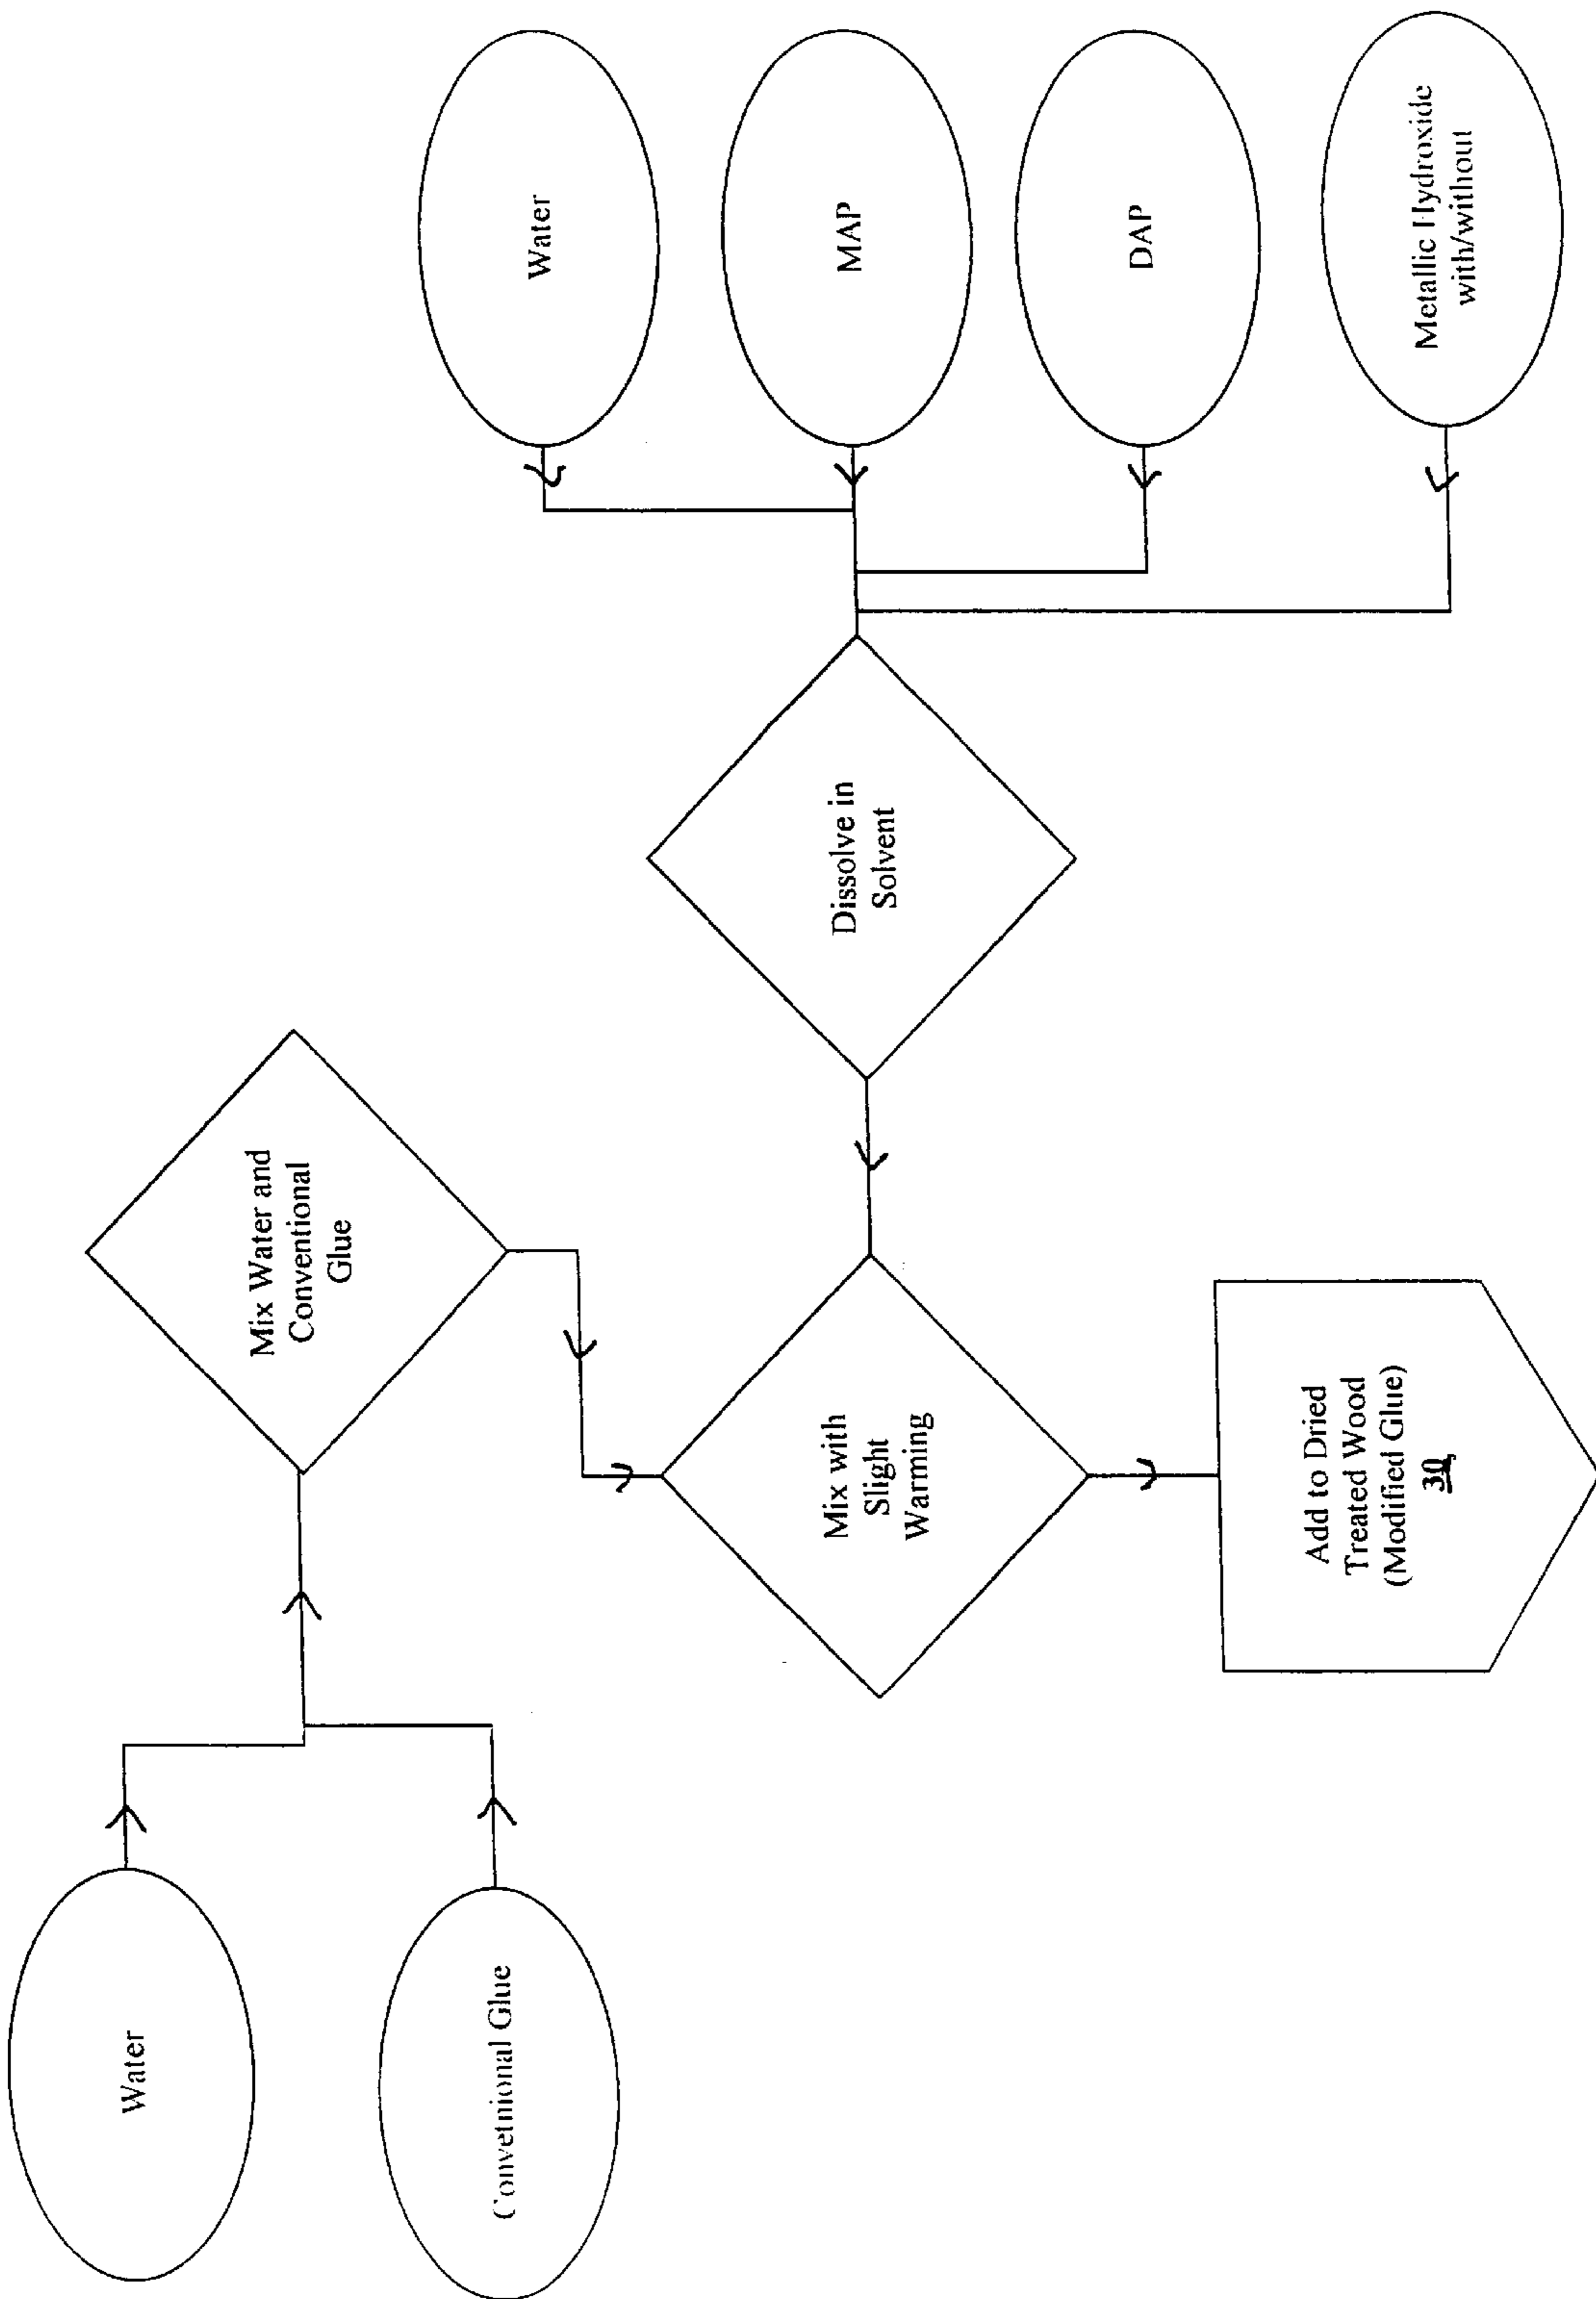 Water
Convetnional Glue
Mix Water and
Conventional
Glue
Mix with
Slight
Warming
Add to Dried
Treated Wood
(Modified Glue)
30
Dissolve in
Solvent
Water
MAP
DAP
Metallic Hydroxide
with/without